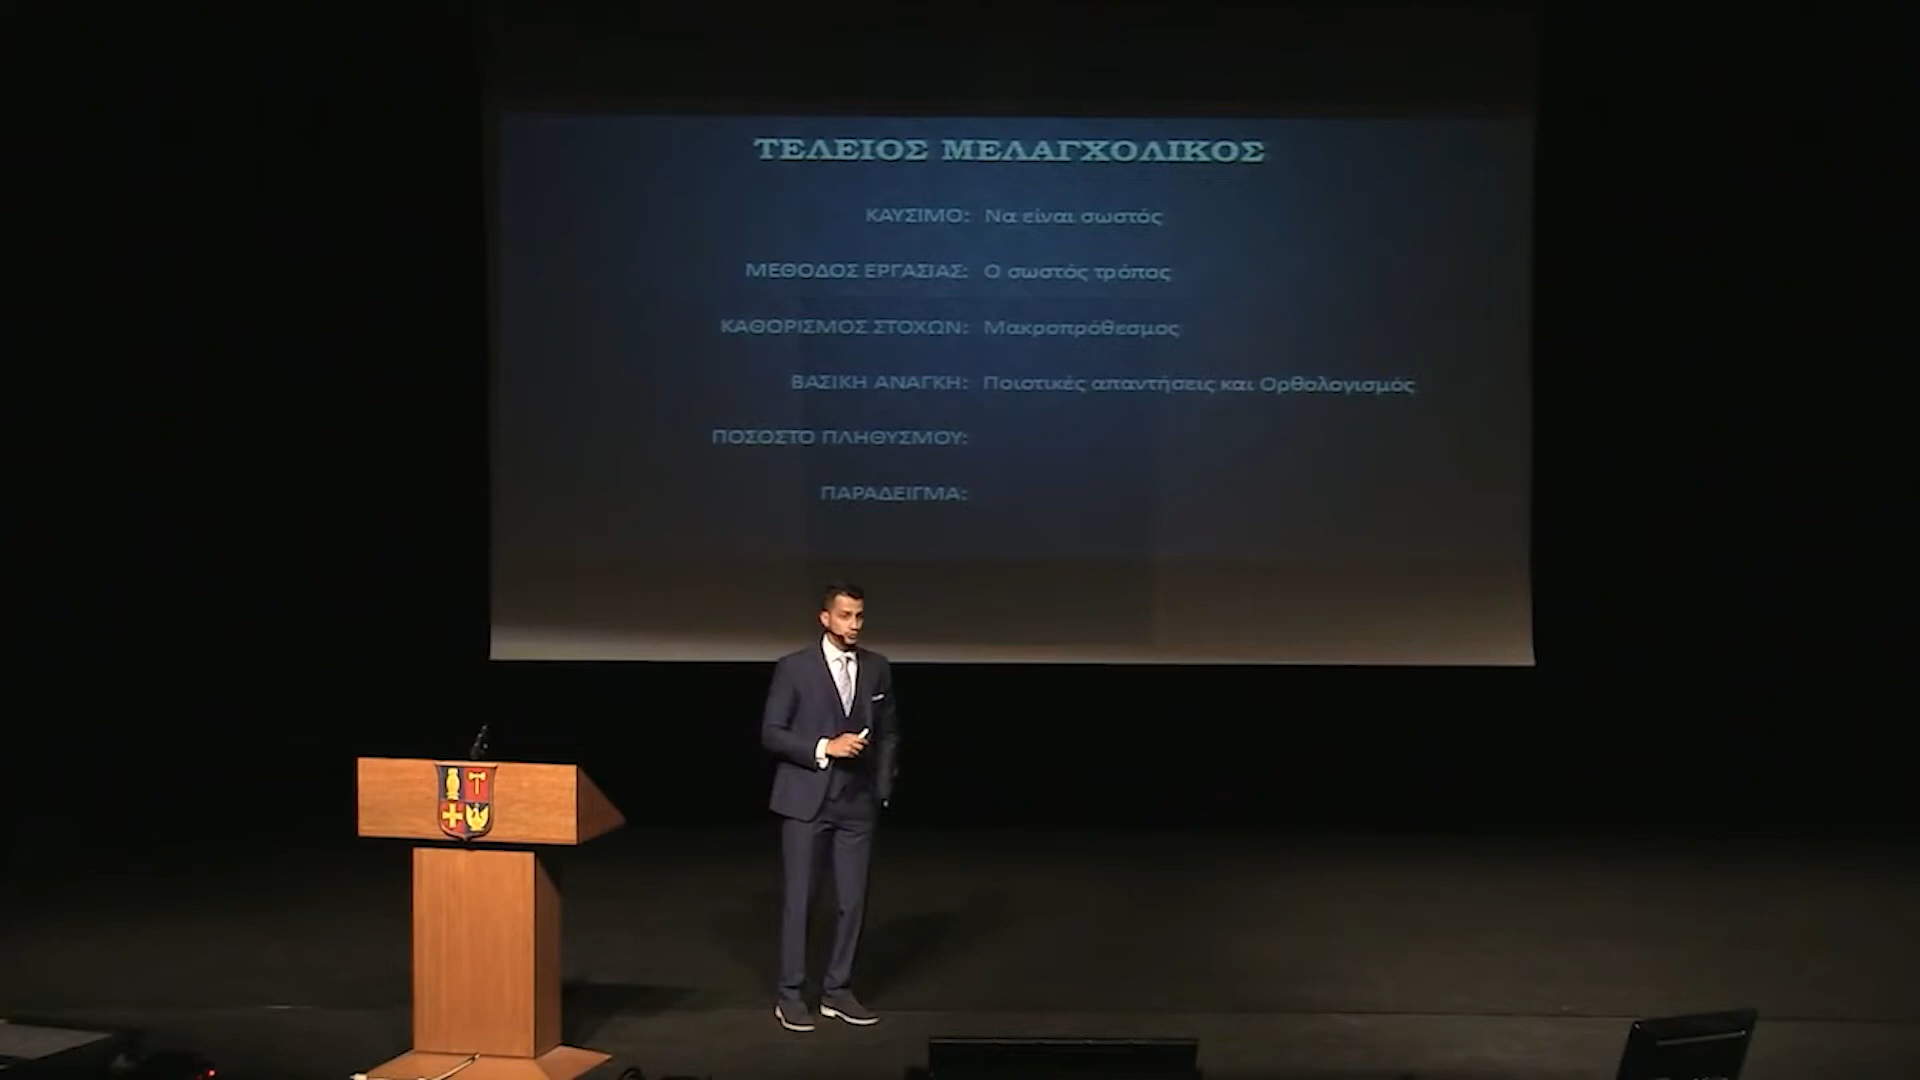 ΤΕΛΕΙΟΣ ΜΕΛΑΓΧΟΛΙΚΟΣ
ΚΑΥΣΙΜΟ: Να είναι σωστός
ΜΕΘΟΔΟΣ ΕΡΓΑΣΙΑΣ: Ο σωστός τρόπος
ΚΑΘΟΡΙΣΜΟΣ ΣΤΟΧΩΝ: Μακροπρόθεσμος
ΒΑΣΙΚΗ ΑΝΑΓΚΗ: Ποιοτικές απαντήσεις και Ορθολογισμός
ΠΟΣΟΣΤΟ ΠΛΗΘΥΣΜΟΥ:
ΠΑΡΑΔΕΙΓΜΑ: